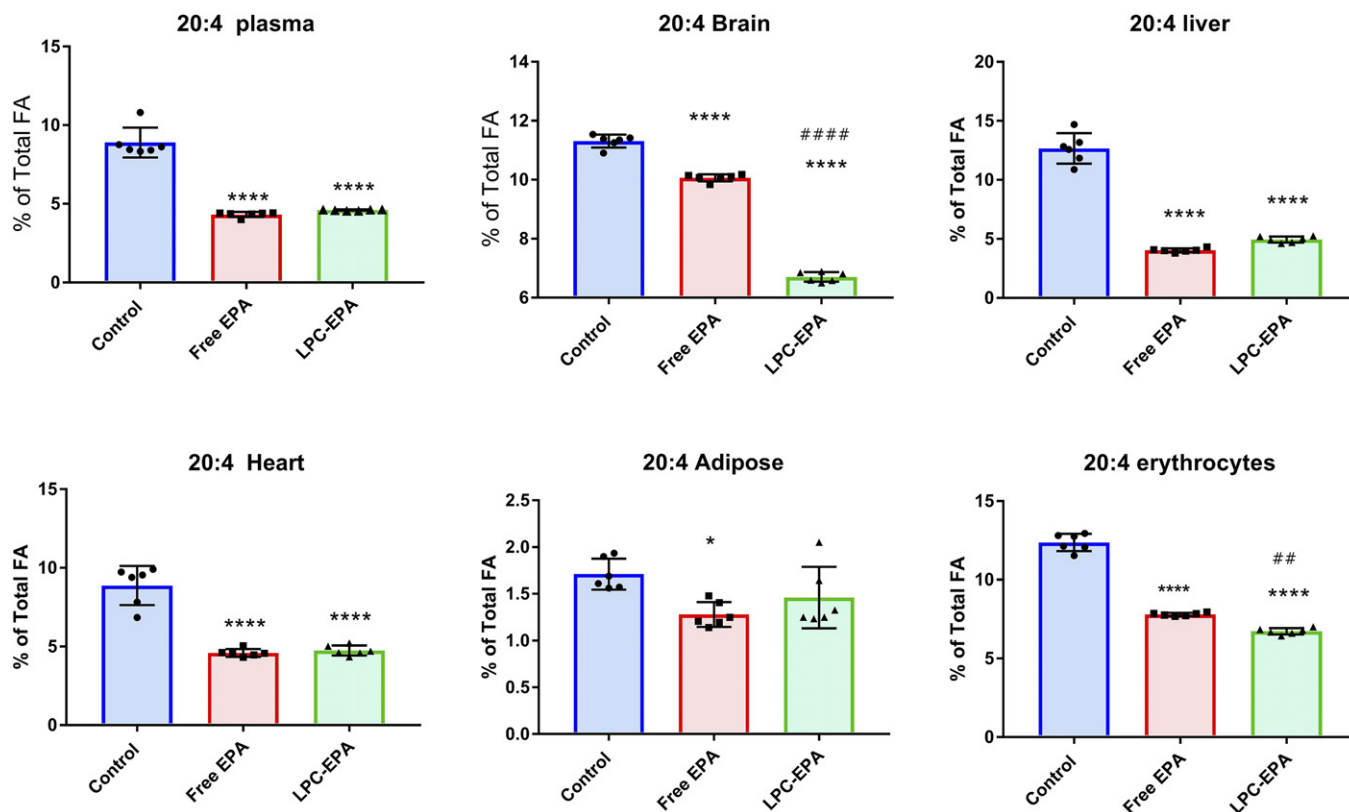 20:4 plasma
% of Total FA
15
10
5
0
****
****
Control
Free EPA
LPC-EPA
20:4 Brain
% of Total FA
14
12
10
8
6
****
####
****
Control
Free EPA
LPC-EPA
20:4 liver
% of Total FA
20
15
10
5
0
****
****
Control
Free EPA
LPC-EPA
20:4 Heart
% of Total FA
15
10
5
0
****
****
Control
Free EPA
LPC-EPA
20:4 Adipose
% of Total FA
2.5
2.0
1.5
1.0
0.5
0.0
*
Control
Free EPA
LPC-EPA
20:4 erythrocytes
% of Total FA
15
10
5
0
****
##
****
Control
Free EPA
LPC-EPA